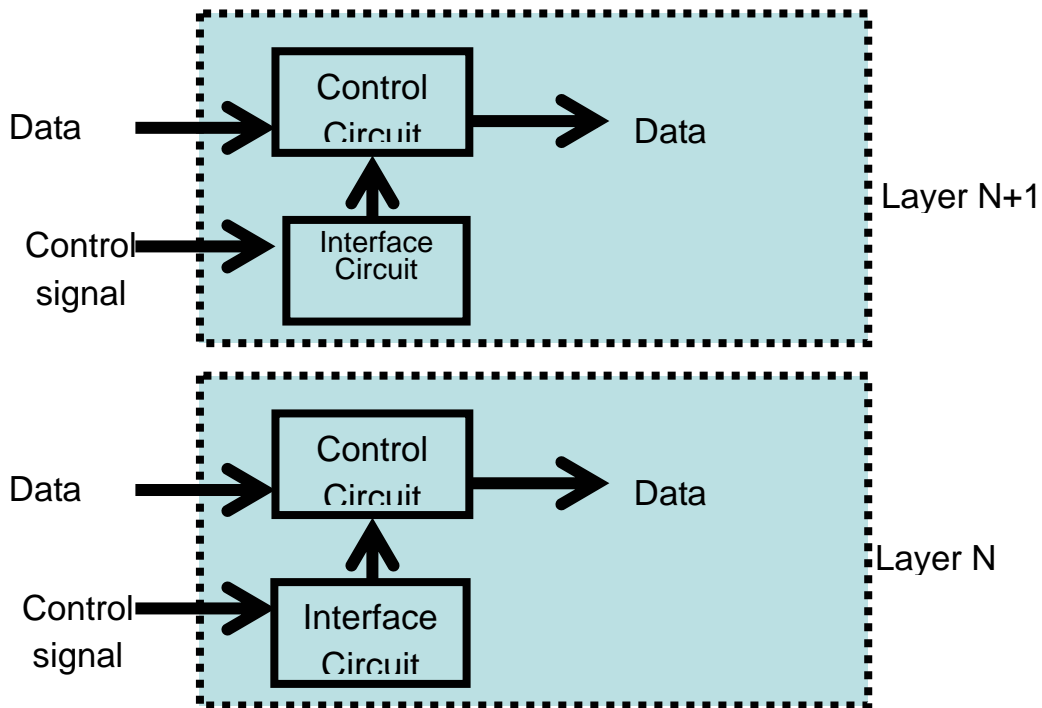 Control
Circuit
Data
Data
Layer N+1
Control
signal
Interface
Circuit
Control
Circuit
Data
Data
Layer N
Control
signal
Interface
Circuit